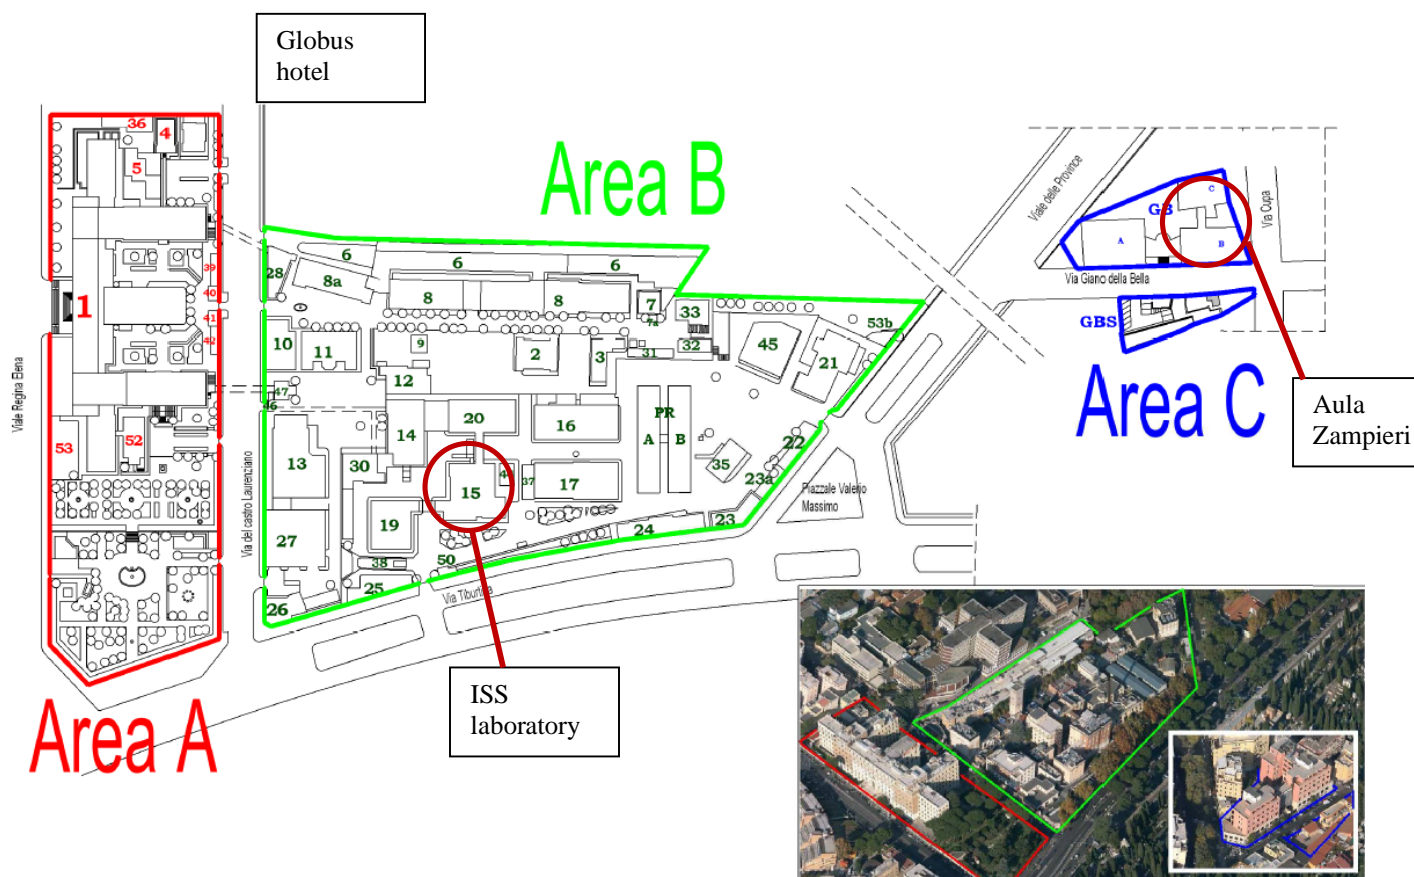 Globus
hotel
Area B
36
4
5
1
39
40
41
42
53
52
Viale Regina Elena
Area A
Via del castro Laurenziano
28
6
6
6
8a
8
8
7
7a
33
10
11
9
2
3
31
32
45
21
53b
12
47
46
20
16
PR
A
B
14
13
30
15
44
37
17
35
22
23a
19
27
38
50
24
23
25
26
Via Tiburtina
Piazzale Valerio
Massimo
Viale delle Province
GB
A
B
C
Via Cupa
Via Giano della Bella
GBS
Area C
Aula
Zampieri
ISS
laboratory